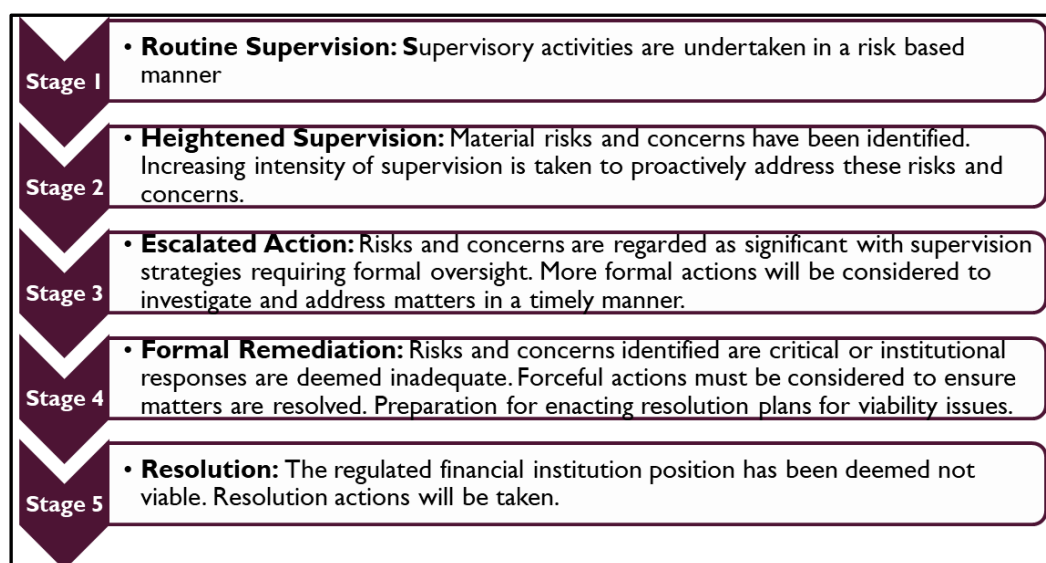 Stage 1
• Routine Supervision: Supervisory activities are undertaken in a risk based
manner
Stage 2
• Heightened Supervision: Material risks and concerns have been identified.
Increasing intensity of supervision is taken to proactively address these risks and
concerns.
Stage 3
• Escalated Action: Risks and concerns are regarded as significant with supervision
strategies requiring formal oversight. More formal actions will be considered to
investigate and address matters in a timely manner.
Stage 4
• Formal Remediation: Risks and concerns identified are critical or institutional
responses are deemed inadequate. Forceful actions must be considered to ensure
matters are resolved. Preparation for enacting resolution plans for viability issues.
Stage 5
• Resolution: The regulated financial institution position has been deemed not
viable. Resolution actions will be taken.